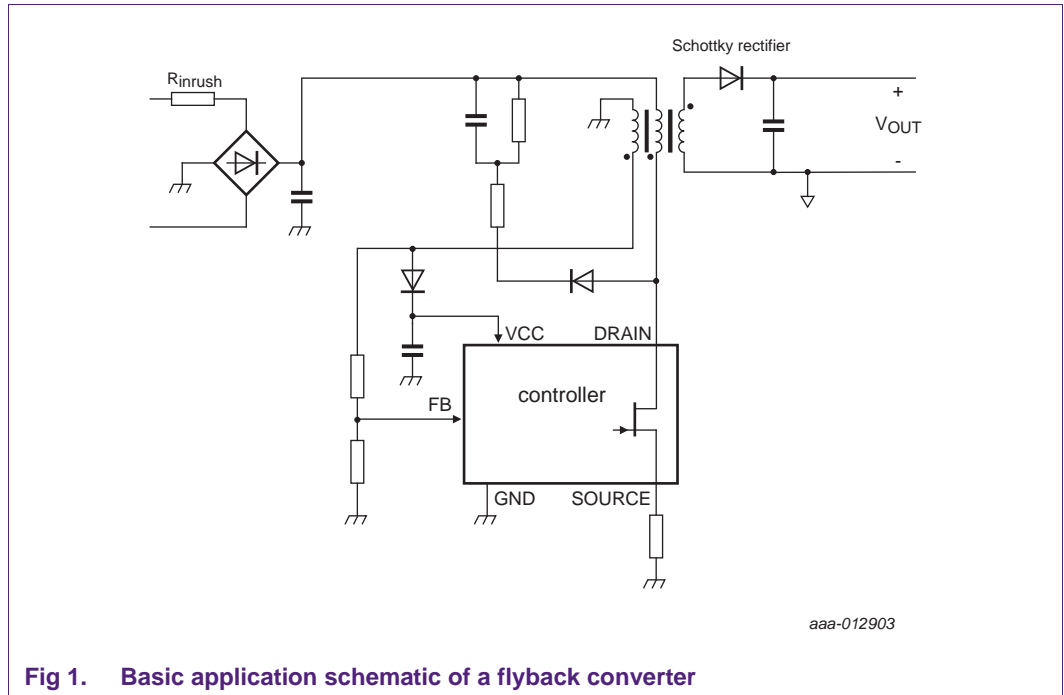 Schottky rectifier
Rinrush
+
VOUT
-
VCC
DRAIN
controller
FB
GND
SOURCE
aaa-012903
Fig 1. Basic application schematic of a flyback converter